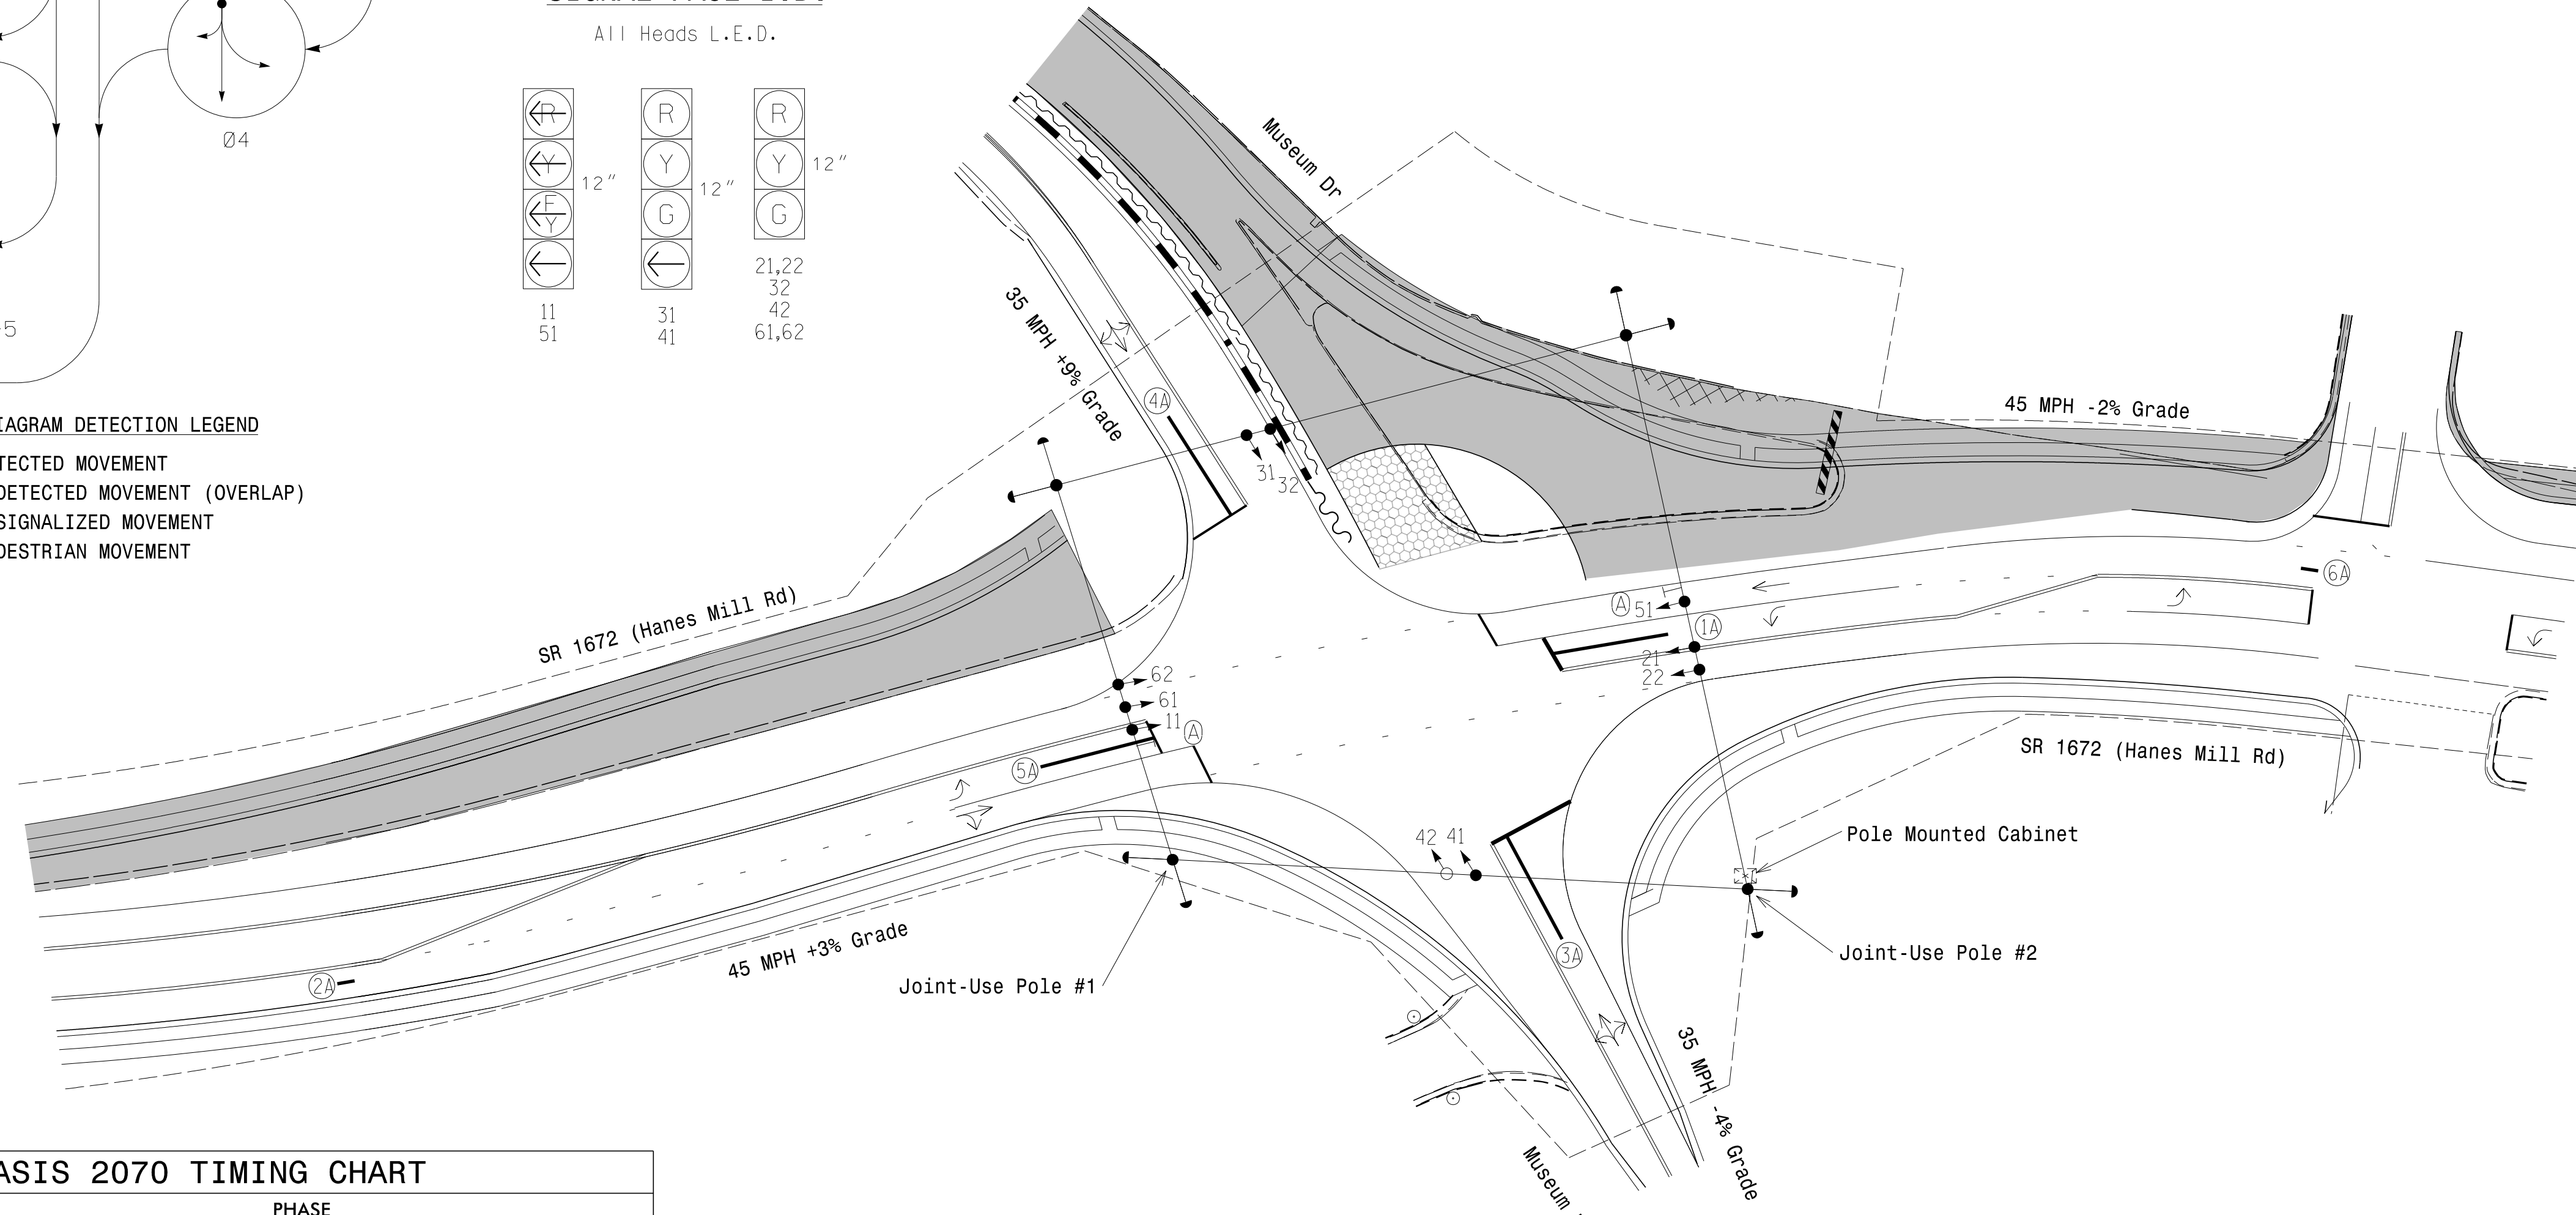 All Heads L.E.D.
Ø4
R
Y
F
Y
12"
11
51
R
Y
G
12"
31
41
R
Y
G
12"
21,22
32
42
61,62
5
IAGRAM DETECTION LEGEND
TECTED MOVEMENT
DETECTED MOVEMENT (OVERLAP)
SIGNALIZED MOVEMENT
DESTRIAN MOVEMENT
Museum Dr
35 MPH +9% Grade
4A
31
32
45 MPH -2% Grade
6A
SR 1672 (Hanes Mill Rd)
A
51
1A
21
22
62
61
11
A
5A
SR 1672 (Hanes Mill Rd)
42
41
Pole Mounted Cabinet
3A
45 MPH +3% Grade
2A
Joint-Use Pole #1
Joint-Use Pole #2
35 MPH -4% Grade
Museum
ASIS 2070 TIMING CHART
PHASE